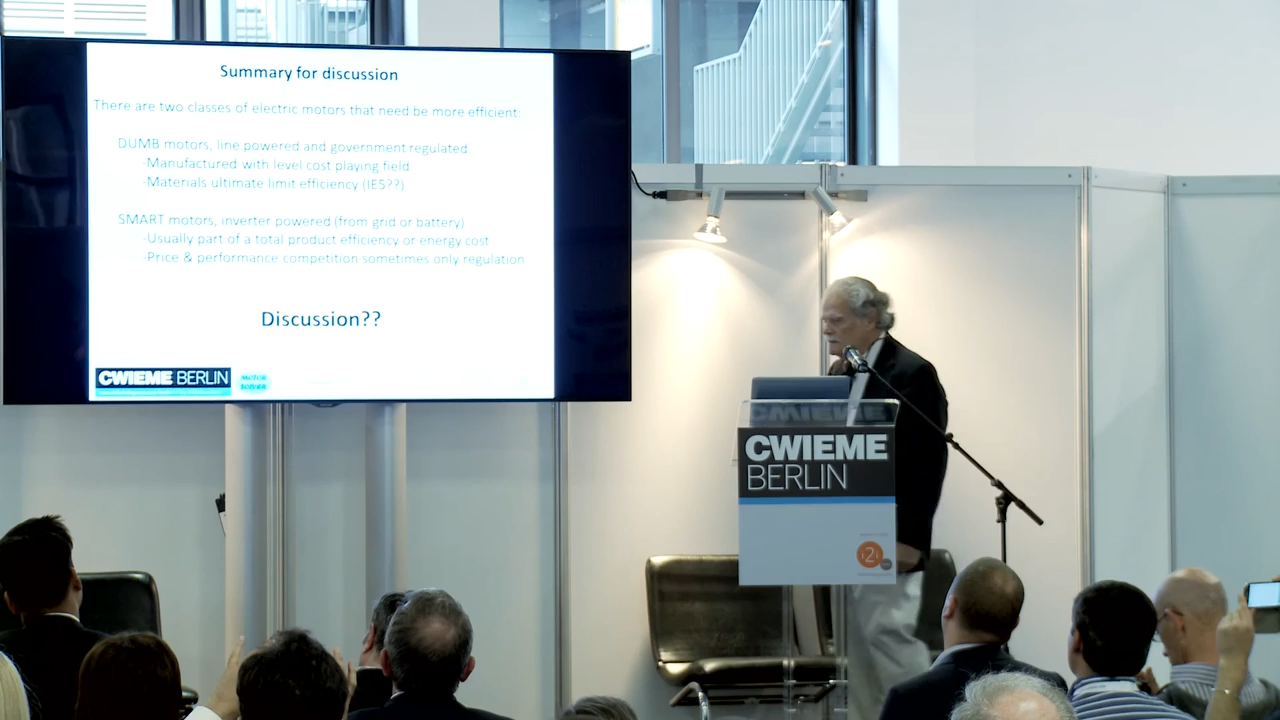 Summary for discussion
There are two classes of electric motors that need be more efficient:
DUMB motors, line powered and government regulated
-Manufactured with level cost playing field
-Materials ultimate limit efficiency (IE5??)
SMART motors, inverter powered (from grid or battery)
-Usually part of a total product efficiency or energy cost
-Price & performance competition sometimes only regulation
Discussion??
CWIEME BERLIN
CWIEME
CWIEME
BERLIN
i2i